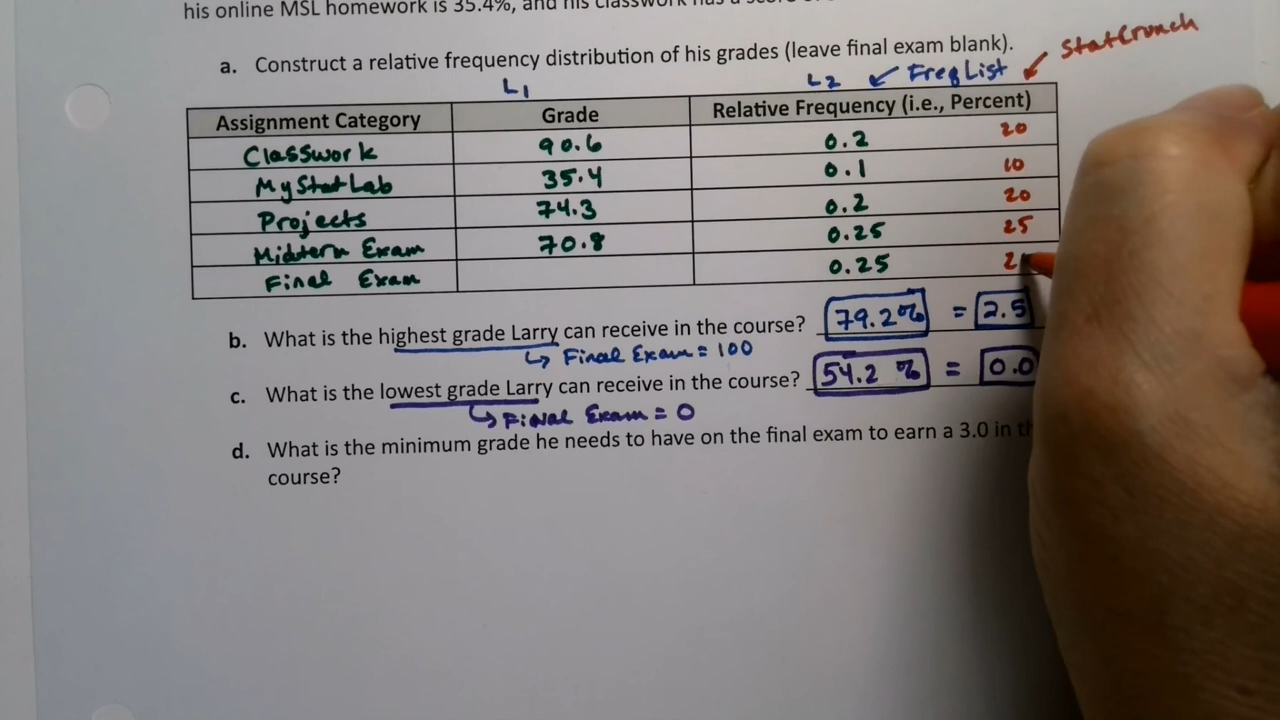 his online MSL homework is 35.4%, and his classwork has a score
StatCrunch
a. Construct a relative frequency distribution of his grades (leave final exam blank).
L1 L2 FreqList
Assignment Category Grade Relative Frequency (i.e., Percent)
Classwork 90.6 0.2 20
MyStatLab 35.4 0.1 10
Projects 74.3 0.2 20
Midterm Exam 70.8 0.25 25
Final Exam 0.25 2
b. What is the highest grade Larry can receive in the course? 79.2% = 2.5
Final Exam = 100
c. What is the lowest grade Larry can receive in the course? 54.2 % = 0.0
Final Exam = 0
d. What is the minimum grade he needs to have on the final exam to earn a 3.0 in
course?